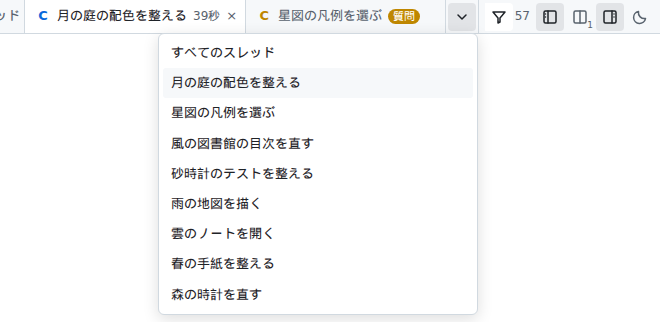 ッド C 月の庭の配色を整える 39秒 × C 星図の凡例を選ぶ 質問 57 1
すべてのスレッド
月の庭の配色を整える
星図の凡例を選ぶ
風の図書館の目次を直す
砂時計のテストを整える
雨の地図を描く
雲のノートを開く
春の手紙を整える
森の時計を直す